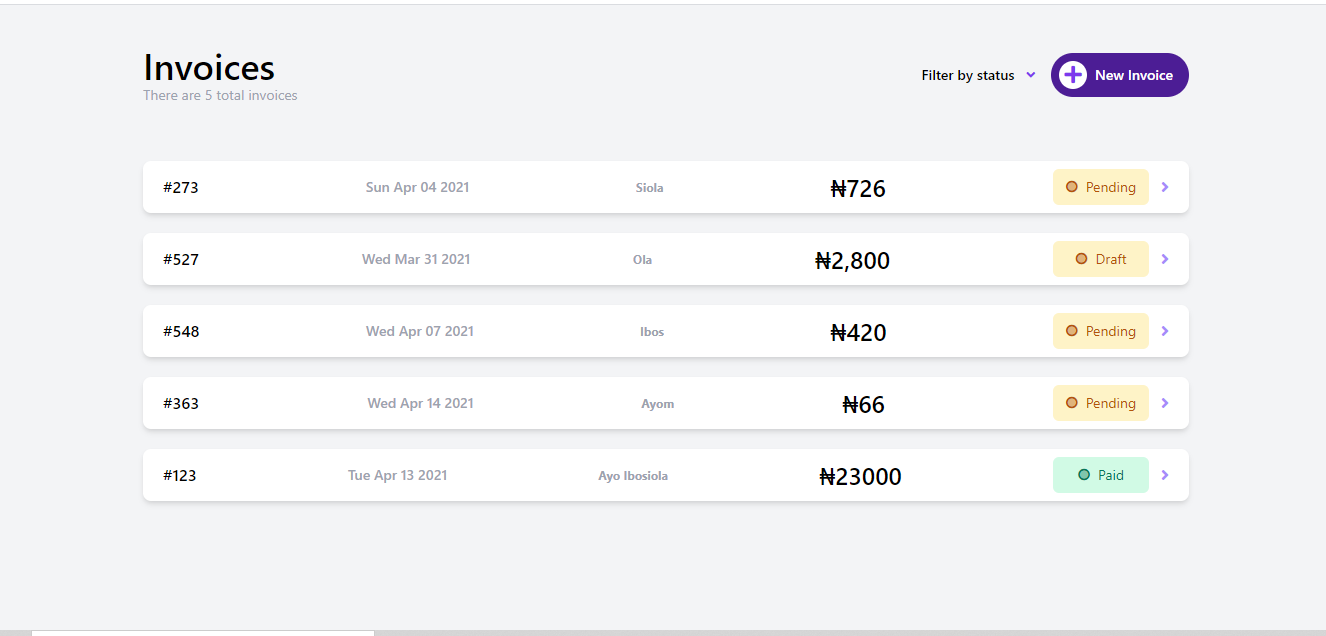 Invoices
There are 5 total invoices
Filter by status
New Invoice
#273 Sun Apr 04 2021 Siola ₦726 Pending
#527 Wed Mar 31 2021 Ola ₦2,800 Draft
#548 Wed Apr 07 2021 Ibos ₦420 Pending
#363 Wed Apr 14 2021 Ayom ₦66 Pending
#123 Tue Apr 13 2021 Ayo Ibosiola ₦23000 Paid